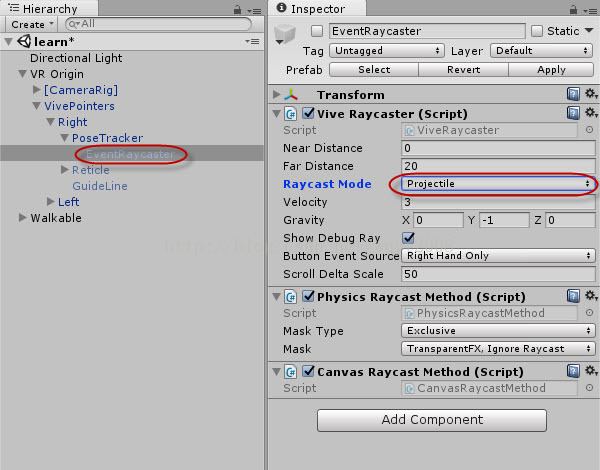 Hierarchy
Create
All
learn*
Directional Light
VR Origin
[CameraRig]
VivePointers
Right
PoseTracker
EventRaycaster
Reticle
GuideLine
Left
Walkable
Inspector
EventRaycaster Static
Tag Untagged Layer Default
Prefab Select Revert Apply
Transform
Vive Raycaster (Script)
Script ViveRaycaster
Near Distance 0
Far Distance 20
Raycast Mode Projectile
Velocity 3
Gravity X 0 Y -1 Z 0
Show Debug Ray
Button Event Source Right Hand Only
Scroll Delta Scale 50
Physics Raycast Method (Script)
Script PhysicsRaycastMethod
Mask Type Exclusive
Mask TransparentFX, Ignore Raycast
Canvas Raycast Method (Script)
Script CanvasRaycastMethod
Add Component